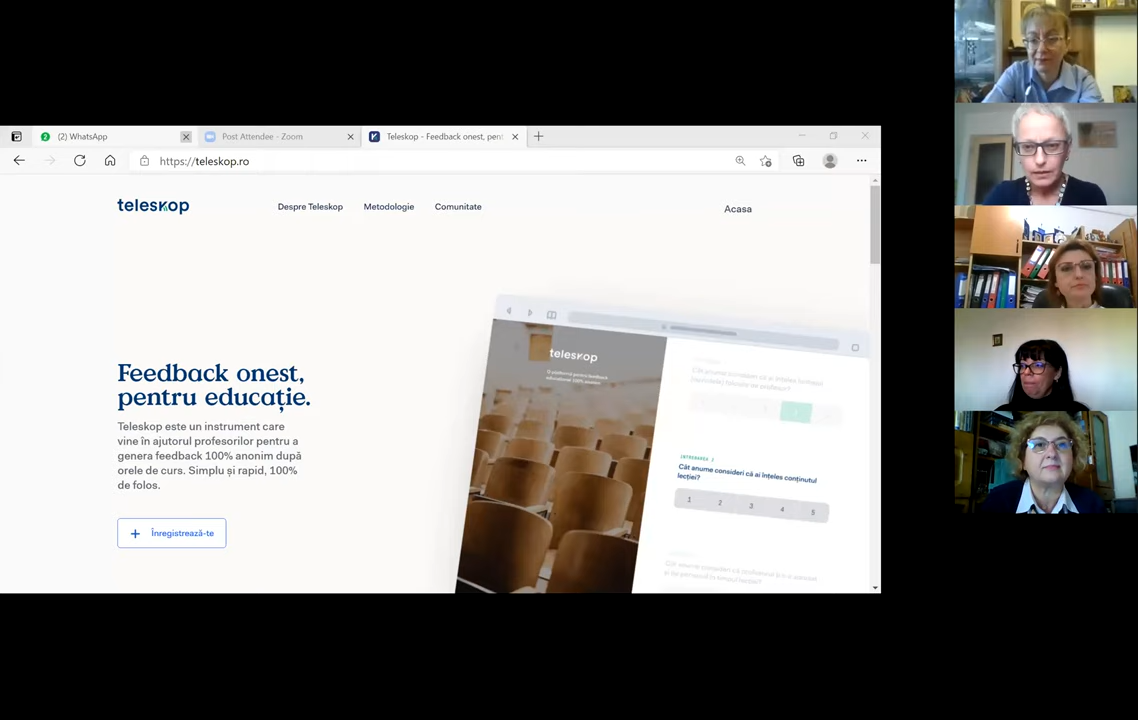 (2) WhatsApp
Post Attendee - Zoom
Teleskop - Feedback onest, pen
https://teleskop.ro
teleskop
Despre Teleskop
Metodologie
Comunitate
Acasa
Feedback onest,
pentru educație.
Teleskop este un instrument care
vine în ajutorul profesorilor pentru a
genera feedback 100% anonim după
orele de curs. Simplu și rapid, 100%
de folos.
+ Înregistrează-te
teleskop
Cât anume consideri că ai înțeles conținutul
lecției?
1 2 3 4 5